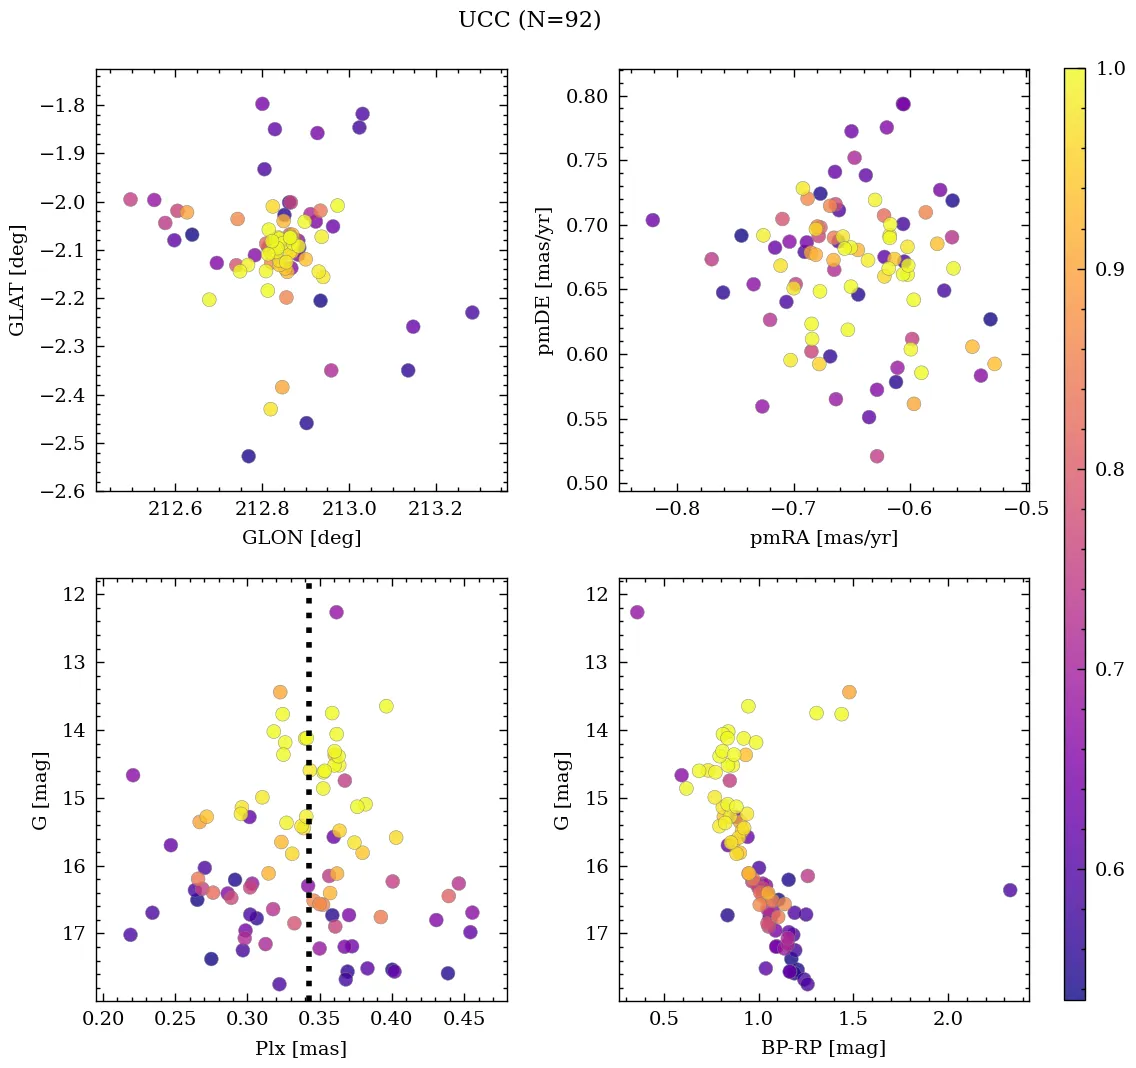 UCC (N=92)
−1.8
−1.9
−2.0
−2.1
−2.2
−2.3
−2.4
−2.5
−2.6
GLAT [deg]
212.6 212.8 213.0 213.2
GLON [deg]
0.80
0.75
0.70
0.65
0.60
0.55
0.50
pmDE [mas/yr]
−0.8 −0.7 −0.6 −0.5
pmRA [mas/yr]
12
13
14
15
16
17
G [mag]
0.20 0.25 0.30 0.35 0.40 0.45
Plx [mas]
12
13
14
15
16
17
G [mag]
0.5 1.0 1.5 2.0
BP-RP [mag]
1.0
0.9
0.8
0.7
0.6